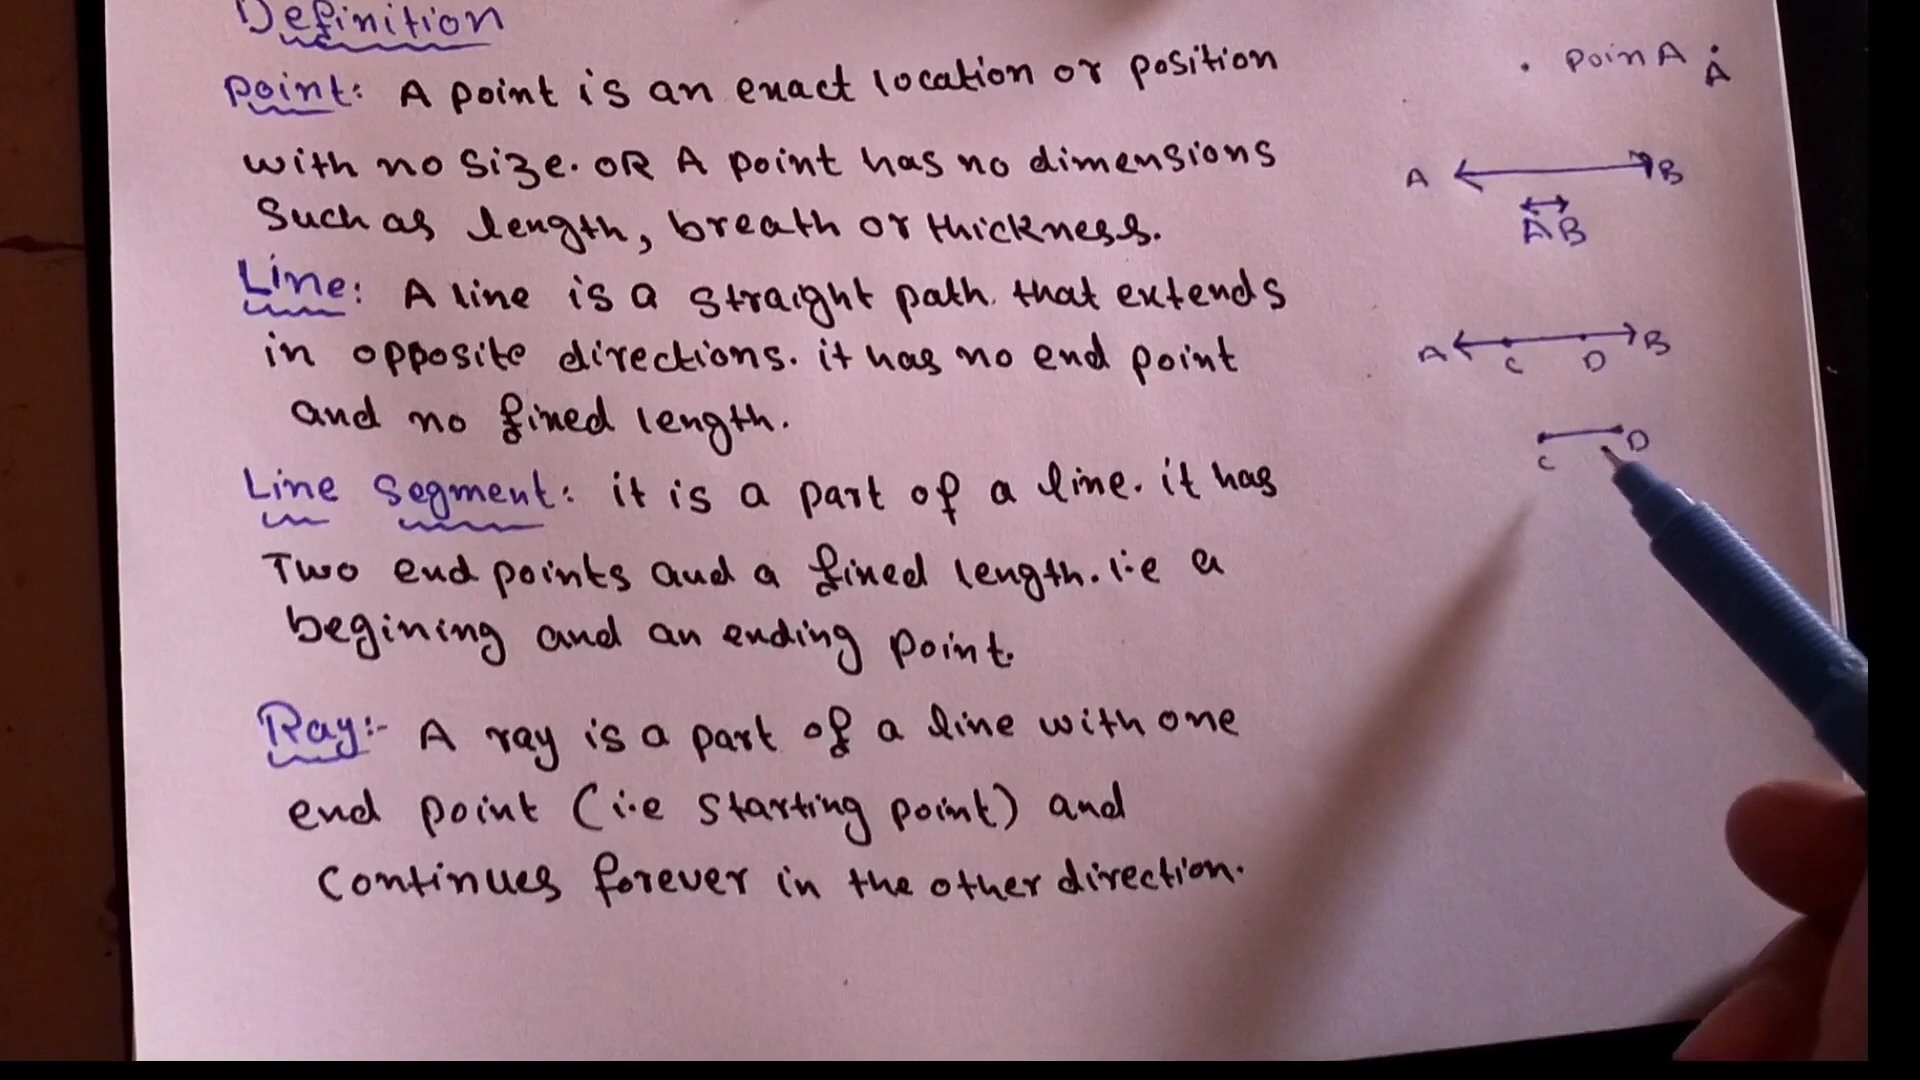 Definition
Point: A point is an exact location or position
with no size. OR A point has no dimensions
Such as length, breath or thickness.
Line: A line is a straight path. that extends
in opposite directions. it has no end point
and no fixed length.
Line Segment: it is a part of a line. it has
Two end points and a fixed length. i.e a
begining and an ending point.
Ray:- A ray is a part of a line with one
end point (i.e starting point) and
Continues forever in the other direction.
. poin A A
A B
AB
A C D B
C D